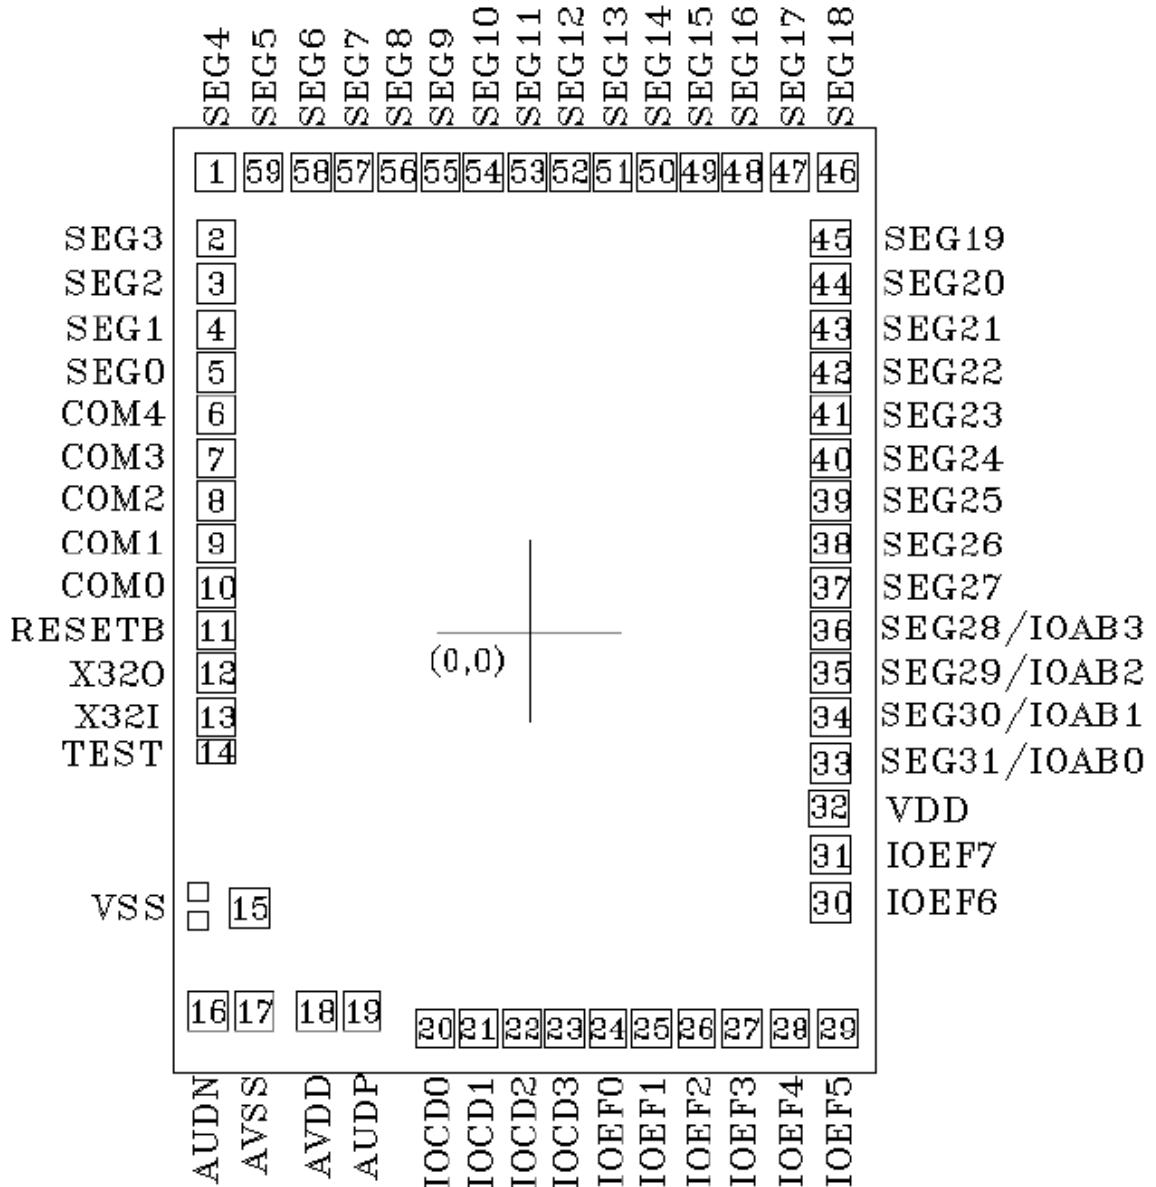 SEG4 SEG5 SEG6 SEG7 SEG8 SEG9 SEG10 SEG11 SEG12 SEG13 SEG14 SEG15 SEG16 SEG17 SEG18
1 59 58 57 56 55 54 53 52 51 50 49 48 47 46
SEG3 2 45 SEG19
SEG2 3 44 SEG20
SEG1 4 43 SEG21
SEG0 5 42 SEG22
COM4 6 41 SEG23
COM3 7 40 SEG24
COM2 8 39 SEG25
COM1 9 38 SEG26
COM0 10 37 SEG27
RESETB 11 36 SEG28/IOAB3
(0,0)
X32O 12 35 SEG29/IOAB2
X32I 13 34 SEG30/IOAB1
TEST 14 33 SEG31/IOAB0
32 VDD
31 IOEF7
VSS 15 30 IOEF6
16 17 18 19 20 21 22 23 24 25 26 27 28 29
AUDN AVSS AVDD AUDP IOCD0 IOCD1 IOCD2 IOCD3 IOEF0 IOEF1 IOEF2 IOEF3 IOEF4 IOEF5